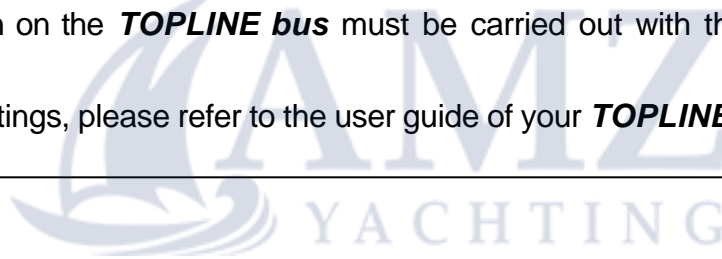 n on the TOPLINE bus must be carried out with th
tings, please refer to the user guide of your TOPLINE
AMZ
YACHTING